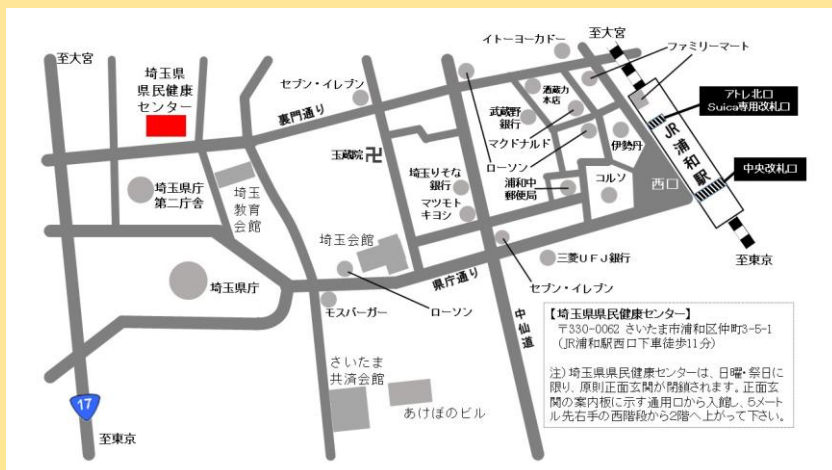 至大宮
埼玉県
県民健康
センター
セブン・イレブン
裏門通り
玉蔵院
埼玉県庁
第二庁舎
埼玉
教育
会館
埼玉県庁
埼玉会館
ローソン
モスバーガー
さいたま
共済会館
あけぼのビル
17
至東京
イトーヨーカドー
至大宮
ファミリーマート
酒蔵力
本店
武蔵野
銀行
マクドナルド
ローソン
伊勢丹
アトレ北口
Suica専用改札口
JR浦和駅
中央改札口
西口
コルソ
浦和中
郵便局
埼玉りそな
銀行
マツモト
キヨシ
県庁通り
三菱UFJ銀行
セブン・イレブン
中仙道
至東京
【埼玉県県民健康センター】
〒330-0062 さいたま市浦和区仲町3-5-1
(JR浦和駅西口下車徒歩11分)
注)埼玉県県民健康センターは、日曜・祭日に
限り、原則正面玄関が閉鎖されます。正面玄
関の案内板に示す通用口から入館し、5メート
ル先右手の西階段から2階へ上がって下さい。